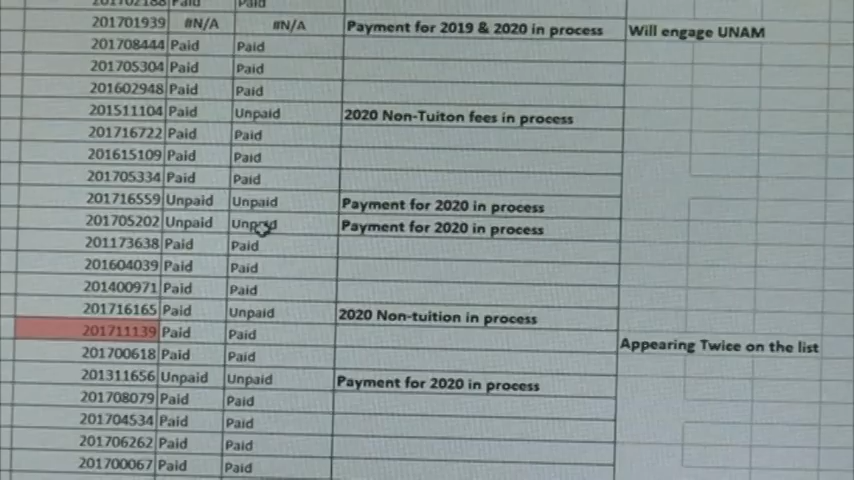 201702188 Paid Paid
201701939 #N/A #N/A Payment for 2019 & 2020 in process Will engage UNAM
201708444 Paid Paid
201705304 Paid Paid
201602948 Paid Paid
201511104 Paid Unpaid 2020 Non-Tuiton fees in process
201716722 Paid Paid
201615109 Paid Paid
201705334 Paid Paid
201716559 Unpaid Unpaid Payment for 2020 in process
201705202 Unpaid Unpaid Payment for 2020 in process
201173638 Paid Paid
201604039 Paid Paid
201400971 Paid Paid
201716165 Paid Unpaid 2020 Non-tuition in process
201711139 Paid Paid Appearing Twice on the list
201700618 Paid Paid
201311656 Unpaid Unpaid Payment for 2020 in process
201708079 Paid Paid
201704534 Paid Paid
201706262 Paid Paid
201700067 Paid Paid